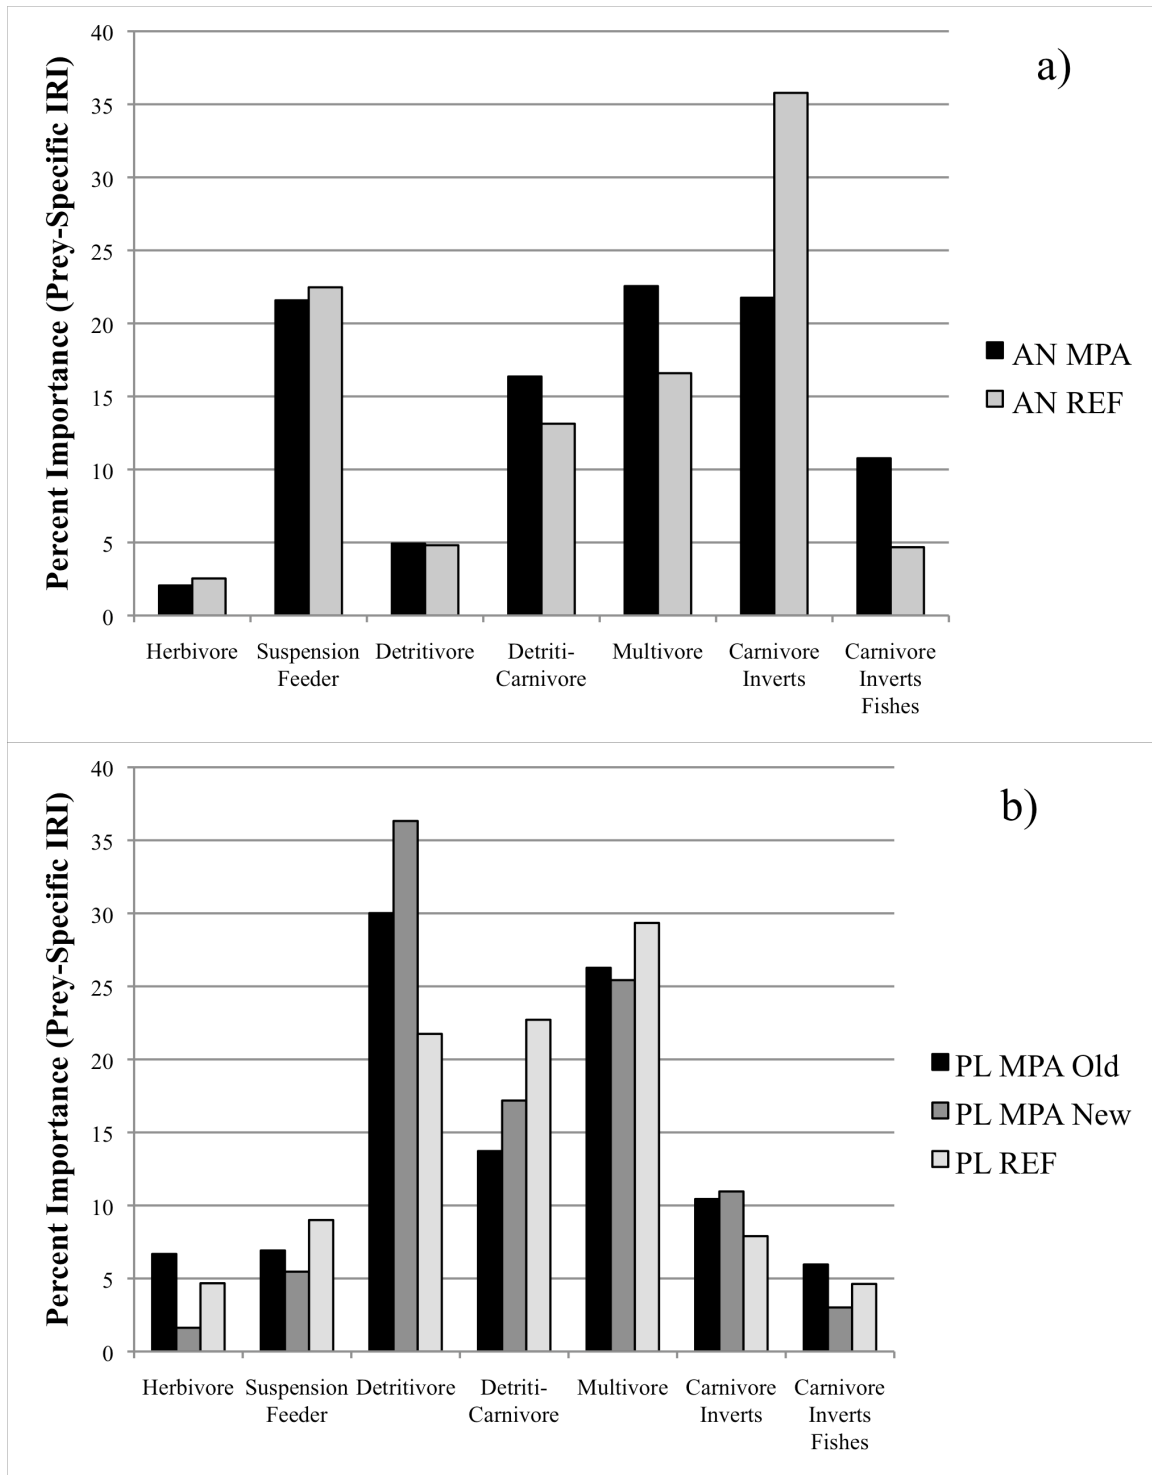 a)
Percent Importance (Prey-Specific IRI)
40
35
30
25
20
15
10
5
0
Herbivore
Suspension
Feeder
Detritivore
Detriti-
Carnivore
Multivore
Carnivore
Inverts
Carnivore
Inverts
Fishes
AN MPA
AN REF
b)
Percent Importance (Prey-Specific IRI)
40
35
30
25
20
15
10
5
0
Herbivore
Suspension
Feeder
Detritivore
Detriti-
Carnivore
Multivore
Carnivore
Inverts
Carnivore
Inverts
Fishes
PL MPA Old
PL MPA New
PL REF